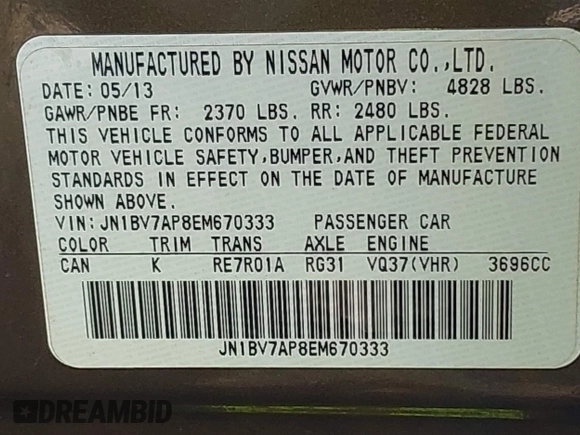 MANUFACTURED BY NISSAN MOTOR CO.,LTD.
DATE: 05/13 GVWR/PNBV: 4828 LBS.
GAWR/PNBE FR: 2370 LBS. RR: 2480 LBS.
THIS VEHICLE CONFORMS TO ALL APPLICABLE FEDERAL
MOTOR VEHICLE SAFETY,BUMPER,AND THEFT PREVENTION
STANDARDS IN EFFECT ON THE DATE OF MANUFACTURE
SHOWN ABOVE.
VIN:JN1BV7AP8EM670333 PASSENGER CAR
COLOR TRIM TRANS AXLE ENGINE
CAN K RE7R01A RG31 VQ37(VHR) 3696CC
JN1BV7AP8EM670333
DREAMBID